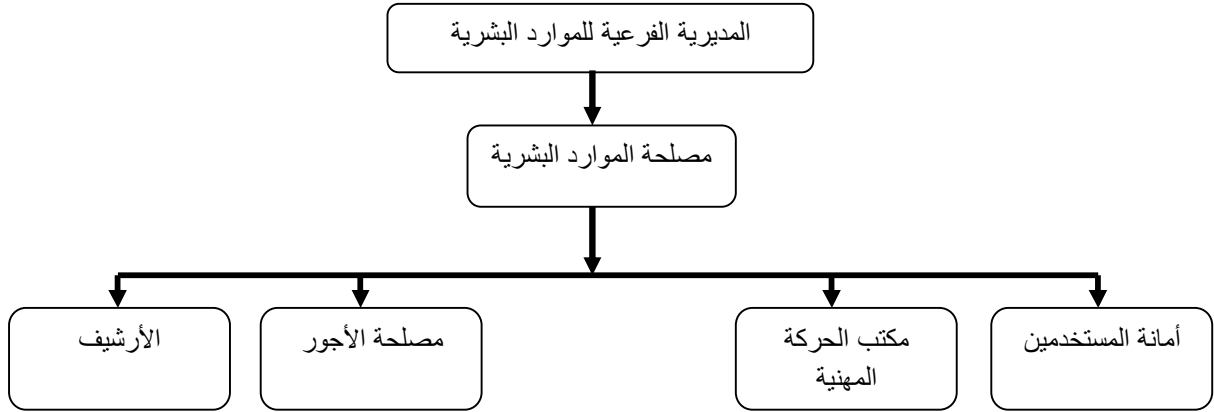 المديرية الفرعية للموارد البشرية
مصلحة الموارد البشرية
أمانة المستخدمين
مكتب الحركة
المهنية
مصلحة الأجور
الأرشيف